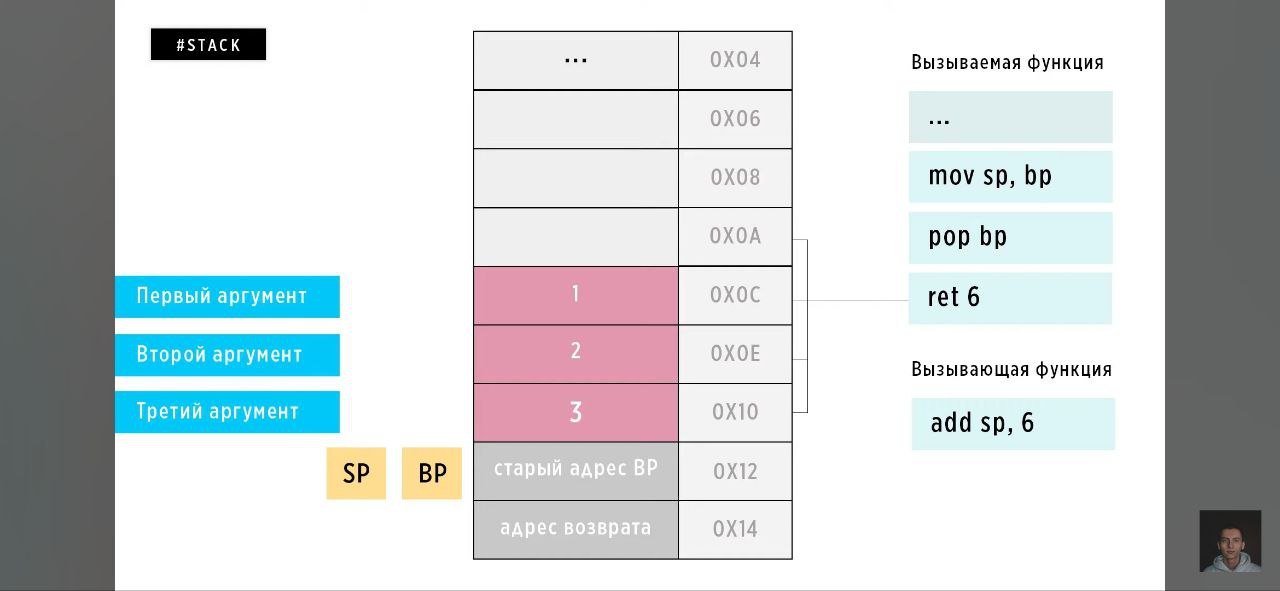 #STACK
... 0X04
0X06
0X08
0X0A
Первый аргумент 1 0X0C
Второй аргумент 2 0X0E
Третий аргумент 3 0X10
SP BP старый адрес BP 0X12
адрес возврата 0X14
Вызываемая функция
...
mov sp, bp
pop bp
ret 6
Вызывающая функция
add sp, 6